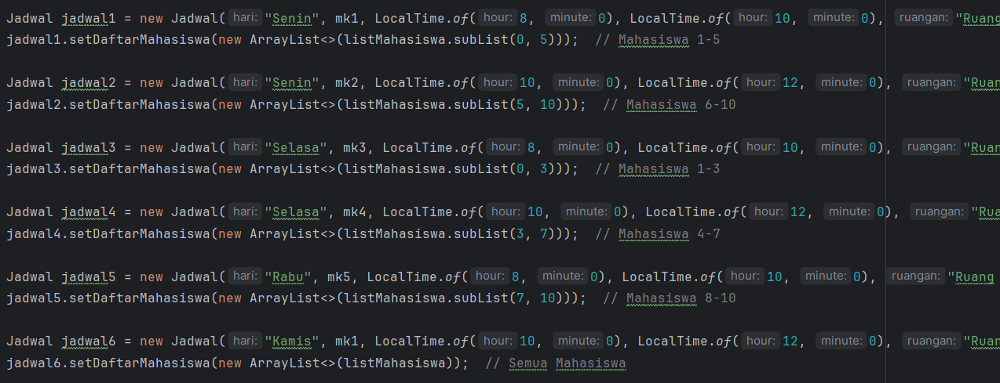 Jadwal jadwal1 = new Jadwal( hari: "Senin", mk1, LocalTime.of( hour: 8, minute: 0), LocalTime.of( hour: 10, minute: 0), ruangan: "Ruang
jadwal1.setDaftarMahasiswa(new ArrayList<>(listMahasiswa.subList(0, 5))); // Mahasiswa 1-5
Jadwal jadwal2 = new Jadwal( hari: "Senin", mk2, LocalTime.of( hour: 10, minute: 0), LocalTime.of( hour: 12, minute: 0), ruangan: "Ruan
jadwal2.setDaftarMahasiswa(new ArrayList<>(listMahasiswa.subList(5, 10))); // Mahasiswa 6-10
Jadwal jadwal3 = new Jadwal( hari: "Selasa", mk3, LocalTime.of( hour: 8, minute: 0), LocalTime.of( hour: 10, minute: 0), ruangan: "Ruan
jadwal3.setDaftarMahasiswa(new ArrayList<>(listMahasiswa.subList(0, 3))); // Mahasiswa 1-3
Jadwal jadwal4 = new Jadwal( hari: "Selasa", mk4, LocalTime.of( hour: 10, minute: 0), LocalTime.of( hour: 12, minute: 0), ruangan: "Rua
jadwal4.setDaftarMahasiswa(new ArrayList<>(listMahasiswa.subList(3, 7))); // Mahasiswa 4-7
Jadwal jadwal5 = new Jadwal( hari: "Rabu", mk5, LocalTime.of( hour: 8, minute: 0), LocalTime.of( hour: 10, minute: 0), ruangan: "Ruang
jadwal5.setDaftarMahasiswa(new ArrayList<>(listMahasiswa.subList(7, 10))); // Mahasiswa 8-10
Jadwal jadwal6 = new Jadwal( hari: "Kamis", mk1, LocalTime.of( hour: 10, minute: 0), LocalTime.of( hour: 12, minute: 0), ruangan: "Ruan
jadwal6.setDaftarMahasiswa(new ArrayList<>(listMahasiswa)); // Semua Mahasiswa